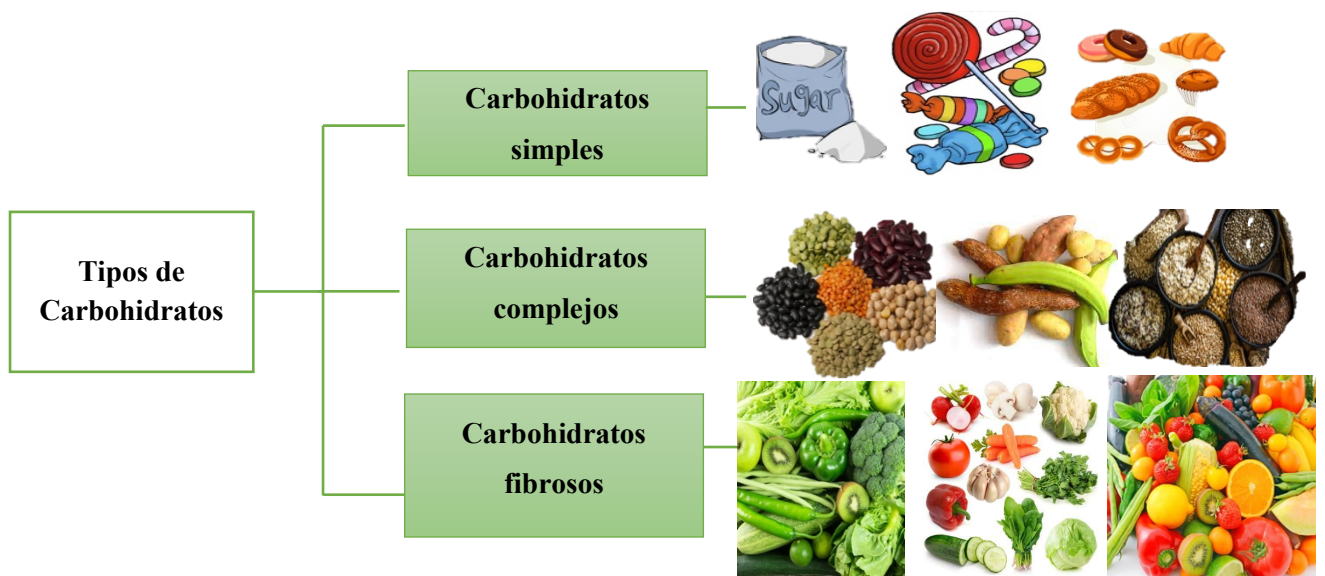 Carbohidratos
simples
Sugar
Tipos de
Carbohidratos
Carbohidratos
complejos
Carbohidratos
fibrosos